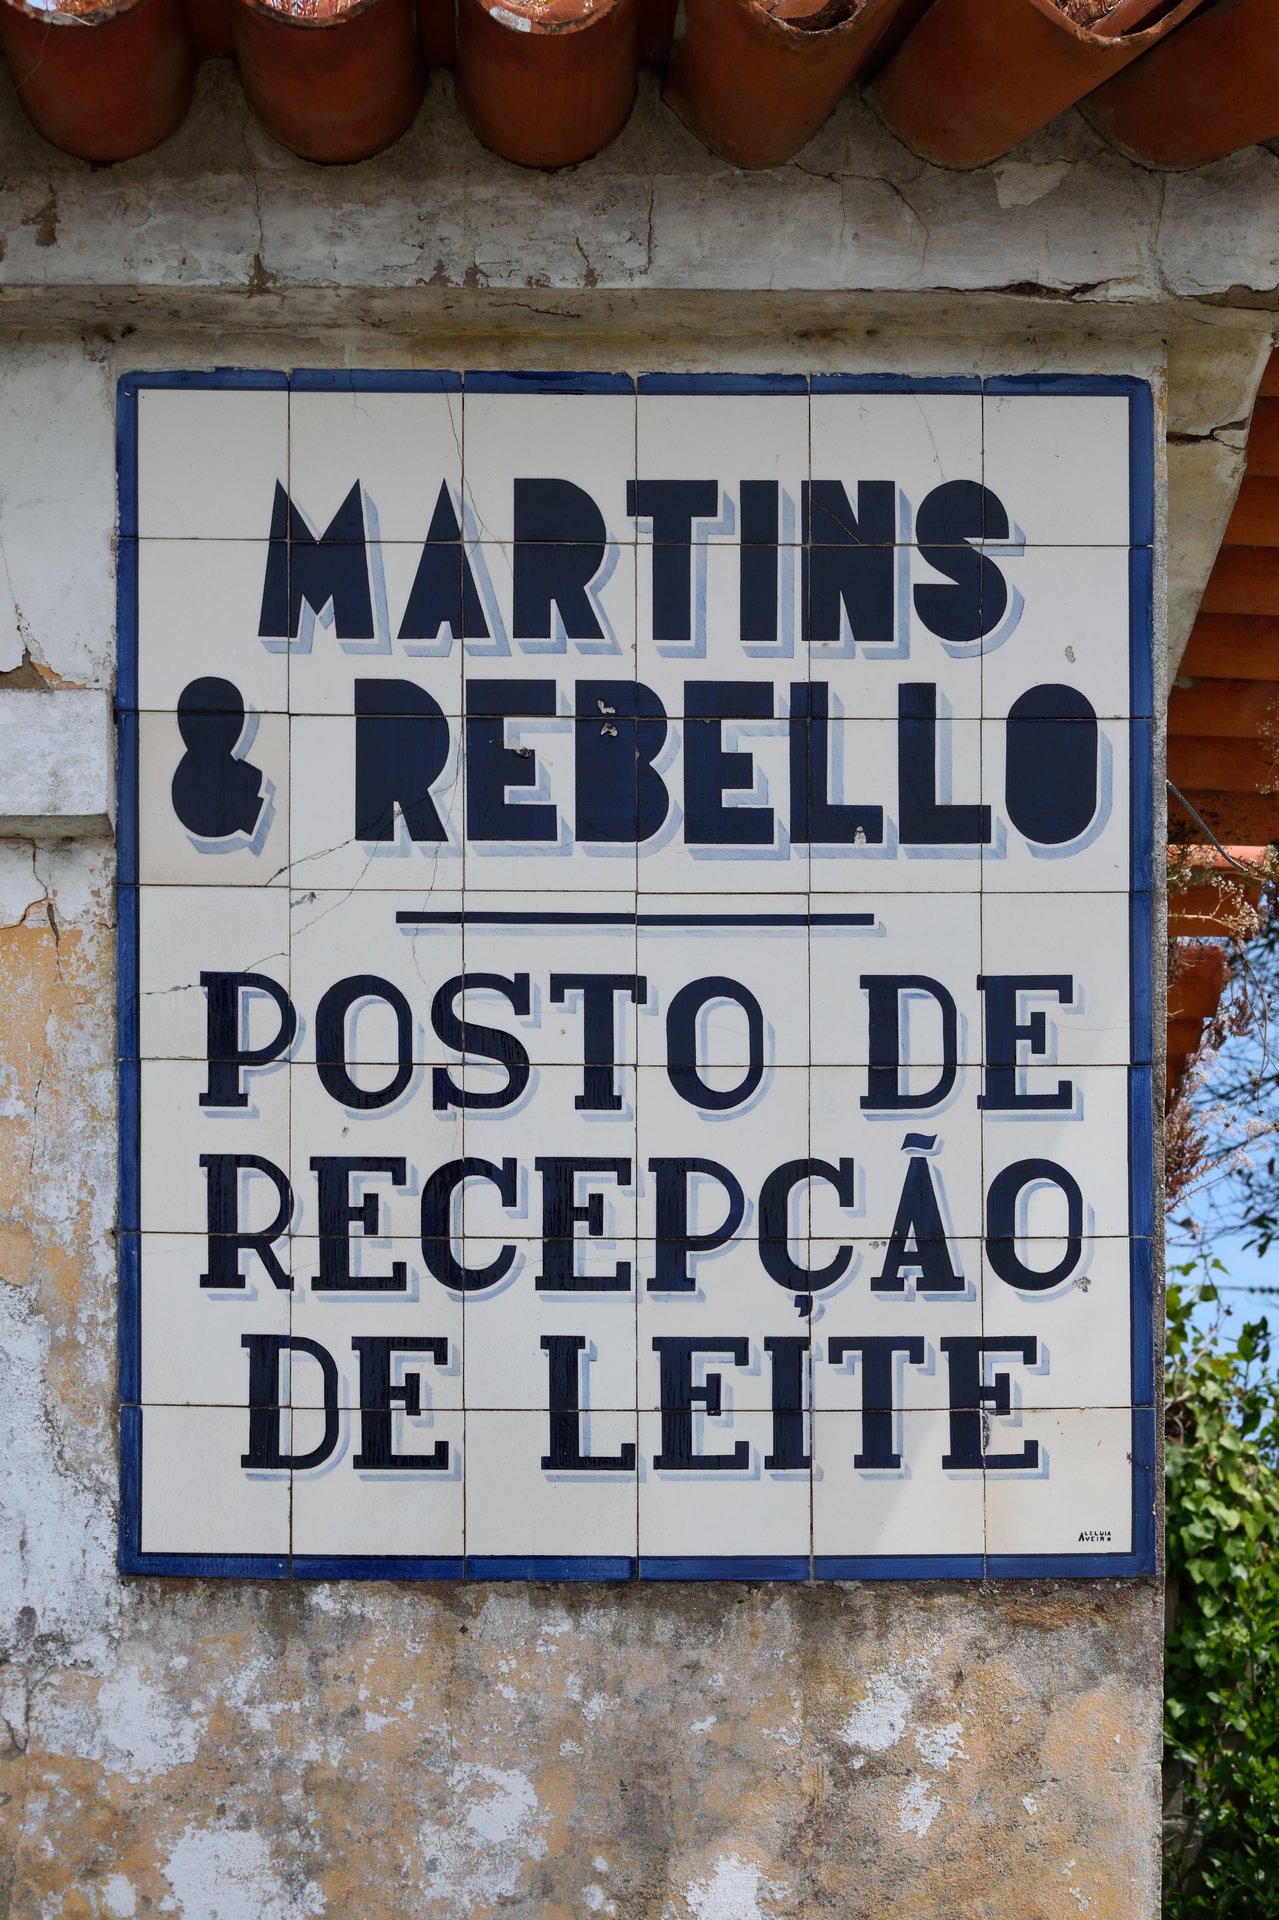 MARTINS
& REBELLO
POSTO DE
RECEPÇÃO
DE LEITE
ALELUIA
AVEIRO